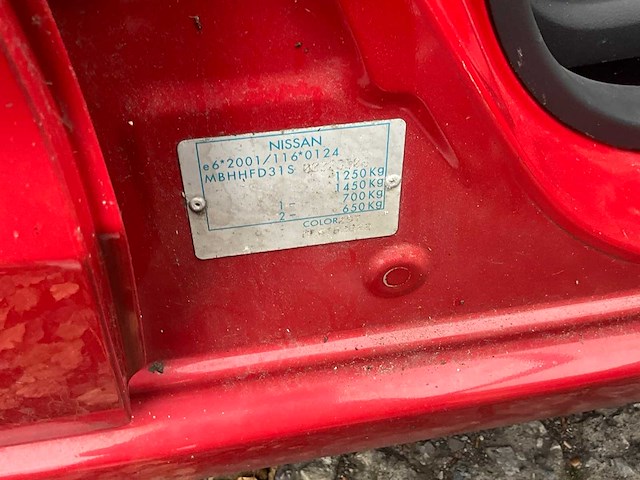 NISSAN
e6*2001/116*0124
MBHHFD31S
1250Kg
1450Kg
1- 700Kg
2- 650Kg
COLOR